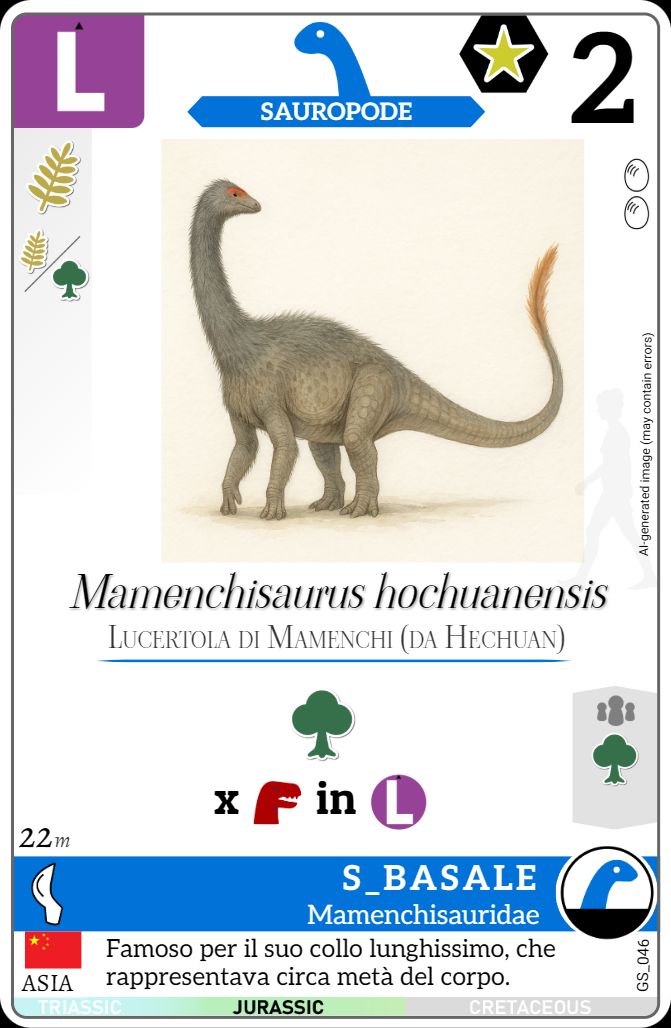 L
SAUROPODE
2
AI-generated image (may contain errors)
Mamenchisaurus hochuanensis
Lucertola di Mamenchi (da Hechuan)
x in L
22 m
S_BASALE
Mamenchisauridae
ASIA
Famoso per il suo collo lunghissimo, che
rappresentava circa metà del corpo.
GS_046
TRIASSIC JURASSIC CRETACEOUS